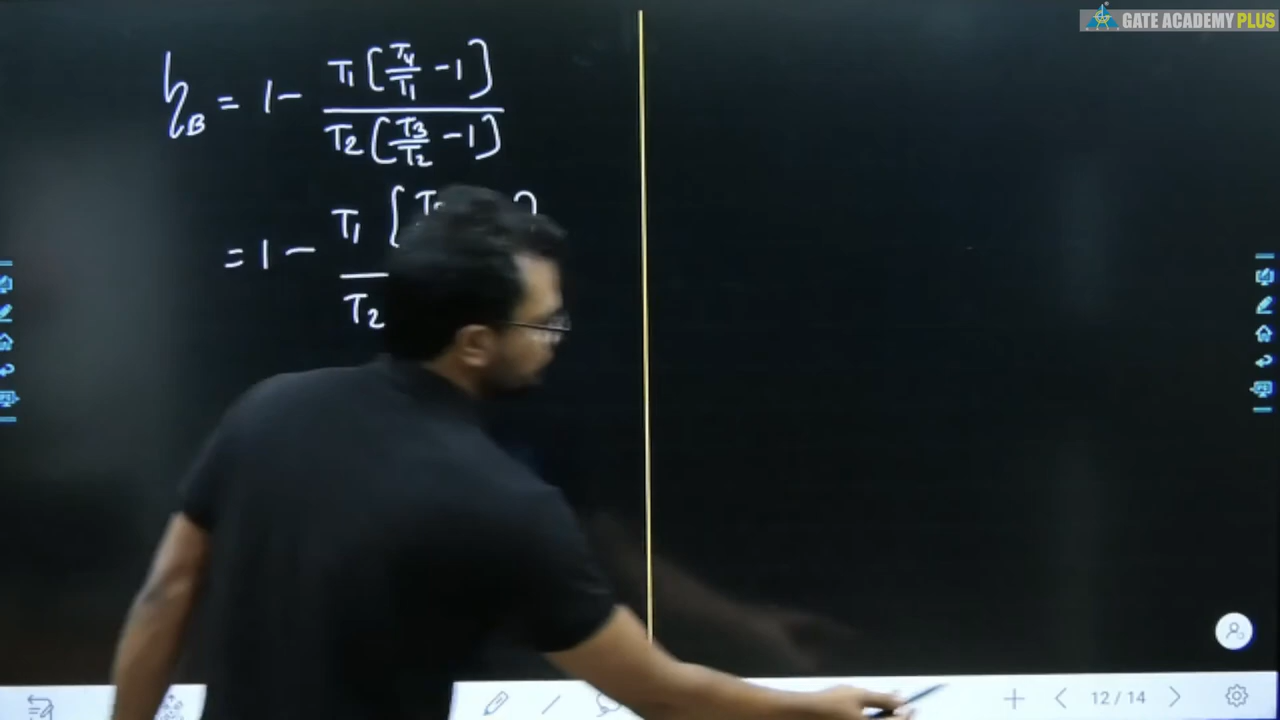 GATE ACADEMY PLUS
η_B = 1 - T₁[T₄/T₁ - 1] / T₂[T₃/T₂ - 1]
= 1 - T₁ [
T₂
12 / 14